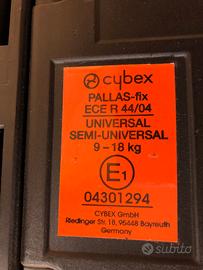 cybex
PALLAS-fix
ECE R 44/04
UNIVERSAL
SEMI-UNIVERSAL
9 – 18 kg
E1
04301294
CYBEX GmbH
Riedinger Str. 18, 95448 Bayreuth
Germany
subito